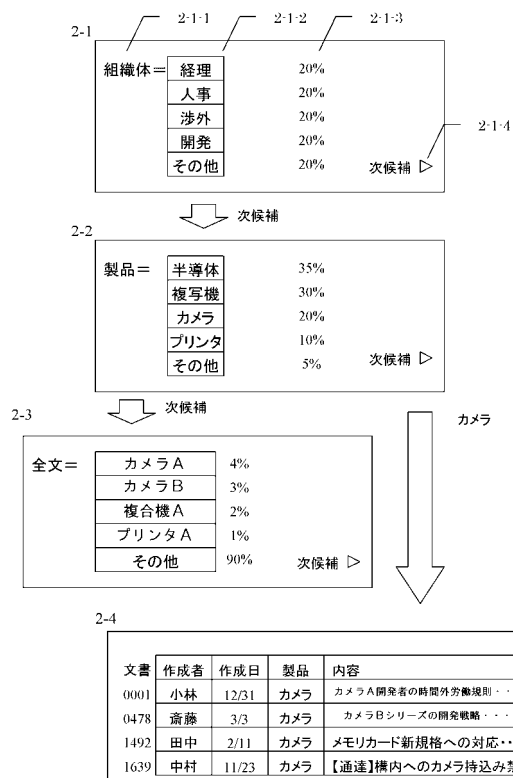 2-1-1 2-1-2 2-1-3
2-1
組織体＝ 経理 20%
人事 20%
渉外 20%
開発 20%
その他 20% 次候補 ▷
2-1-4
次候補
2-2
製品＝ 半導体 35%
複写機 30%
カメラ 20%
プリンタ 10%
その他 5% 次候補 ▷
次候補
カメラ
2-3
全文＝ カメラA 4%
カメラB 3%
複合機A 2%
プリンタA 1%
その他 90% 次候補 ▷
2-4
文書 作成者 作成日 製品 内容
0001 小林 12/31 カメラ カメラA開発者の時間外労働規則・・
0478 斎藤 3/3 カメラ カメラBシリーズの開発戦略・・・
1492 田中 2/11 カメラ メモリカード新規格への対応・・
1639 中村 11/23 カメラ 【通達】構内へのカメラ持込み禁